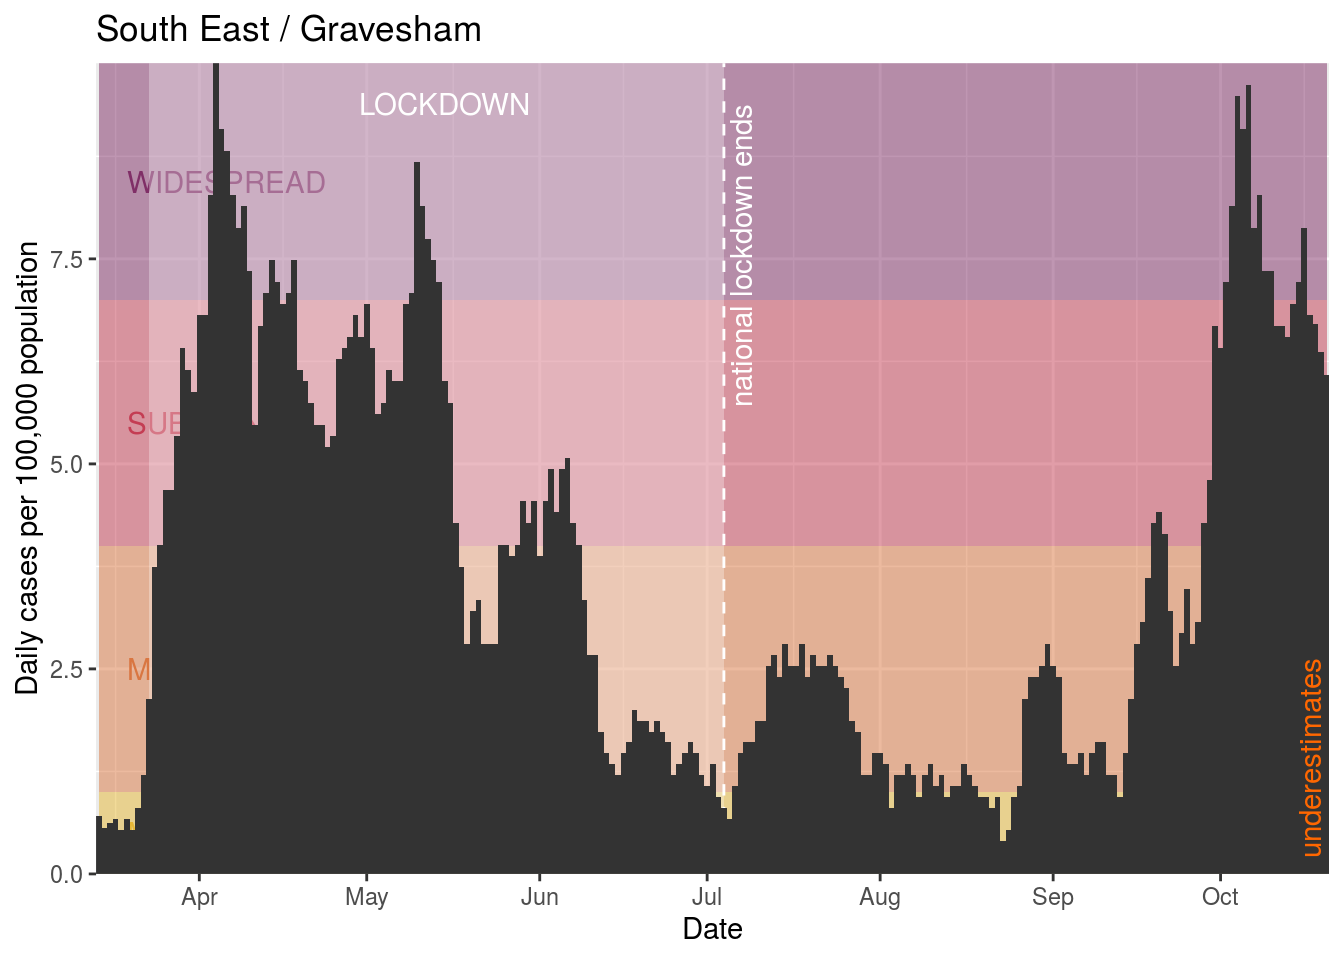 South East / Gravesham
LOCKDOWN
WIDESPREAD
national lockdown ends
7.5
5.0
2.5
0.0
Daily cases per 100,000 population
underestimates
Apr
May
Jun
Jul
Aug
Sep
Oct
Date